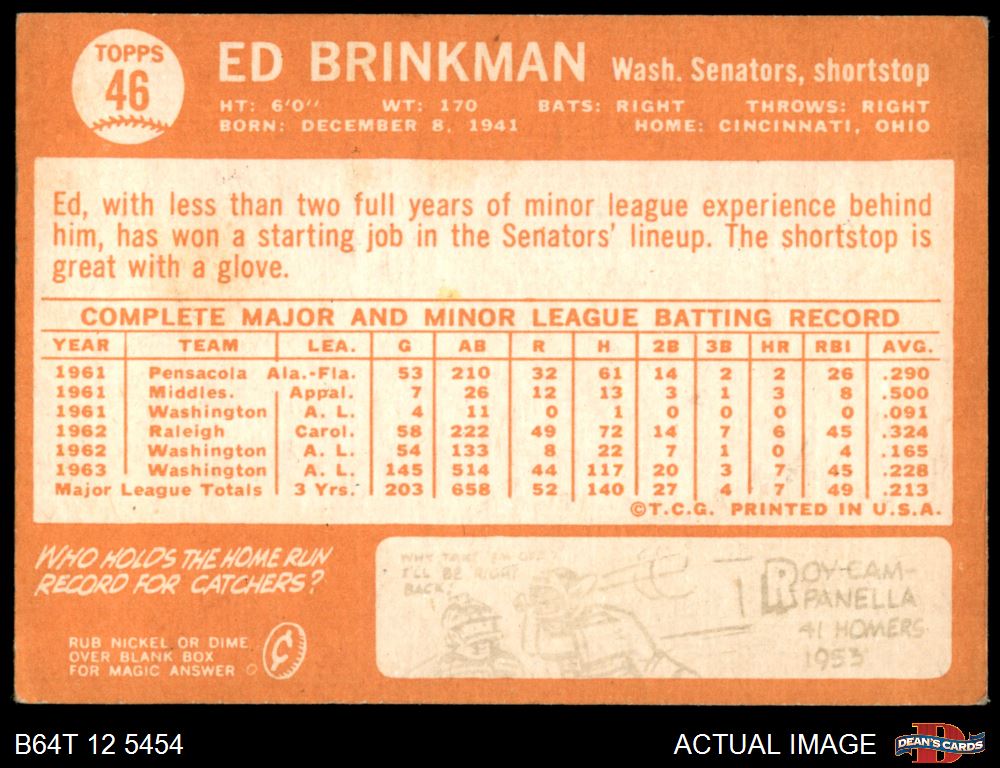 TOPPS
46
ED BRINKMAN Wash. Senators, shortstop
HT: 6'0" WT: 170 BATS: RIGHT THROWS: RIGHT
BORN: DECEMBER 8, 1941 HOME: CINCINNATI, OHIO
Ed, with less than two full years of minor league experience behind
him, has won a starting job in the Senators' lineup. The shortstop is
great with a glove.
COMPLETE MAJOR AND MINOR LEAGUE BATTING RECORD
YEAR TEAM LEA. G AB R H 2B 3B HR RBI AVG.
1961 Pensacola Ala.-Fla. 53 210 32 61 14 2 2 26 .290
1961 Middles. Appal. 7 26 12 13 3 1 3 8 .500
1961 Washington A. L. 4 11 0 1 0 0 0 0 .091
1962 Raleigh Carol. 58 222 49 72 14 7 6 45 .324
1962 Washington A. L. 54 133 8 22 7 1 0 4 .165
1963 Washington A. L. 145 514 44 117 20 3 7 45 .228
Major League Totals 3 Yrs. 203 658 52 140 27 4 7 49 .213
©T.C.G. PRINTED IN U.S.A.
WHO HOLDS THE HOME RUN
RECORD FOR CATCHERS?
RUB NICKEL OR DIME
OVER BLANK BOX
FOR MAGIC ANSWER
¢
WHY TAKE 'EM OFF?
I'LL BE RIGHT
BACK!
ROY CAM-
PANELLA
41 HOMERS
1953
B64T 12 5454
ACTUAL IMAGE
D
DEAN'S CARDS